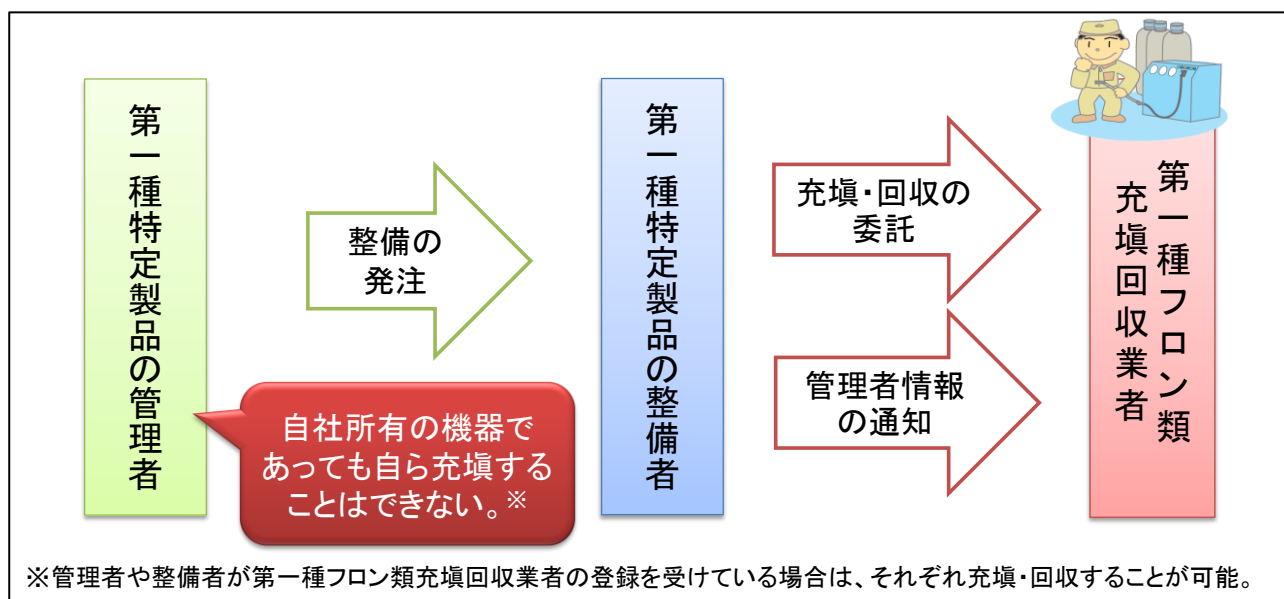 第一種特定製品の管理者
整備の
発注
自社所有の機器で
あっても自ら充塡する
ことはできない。※
第一種特定製品の整備者
充塡・回収の
委託
管理者情報
の通知
第一種フロン類
充塡回収業者
※管理者や整備者が第一種フロン類充塡回収業者の登録を受けている場合は、それぞれ充塡・回収することが可能。